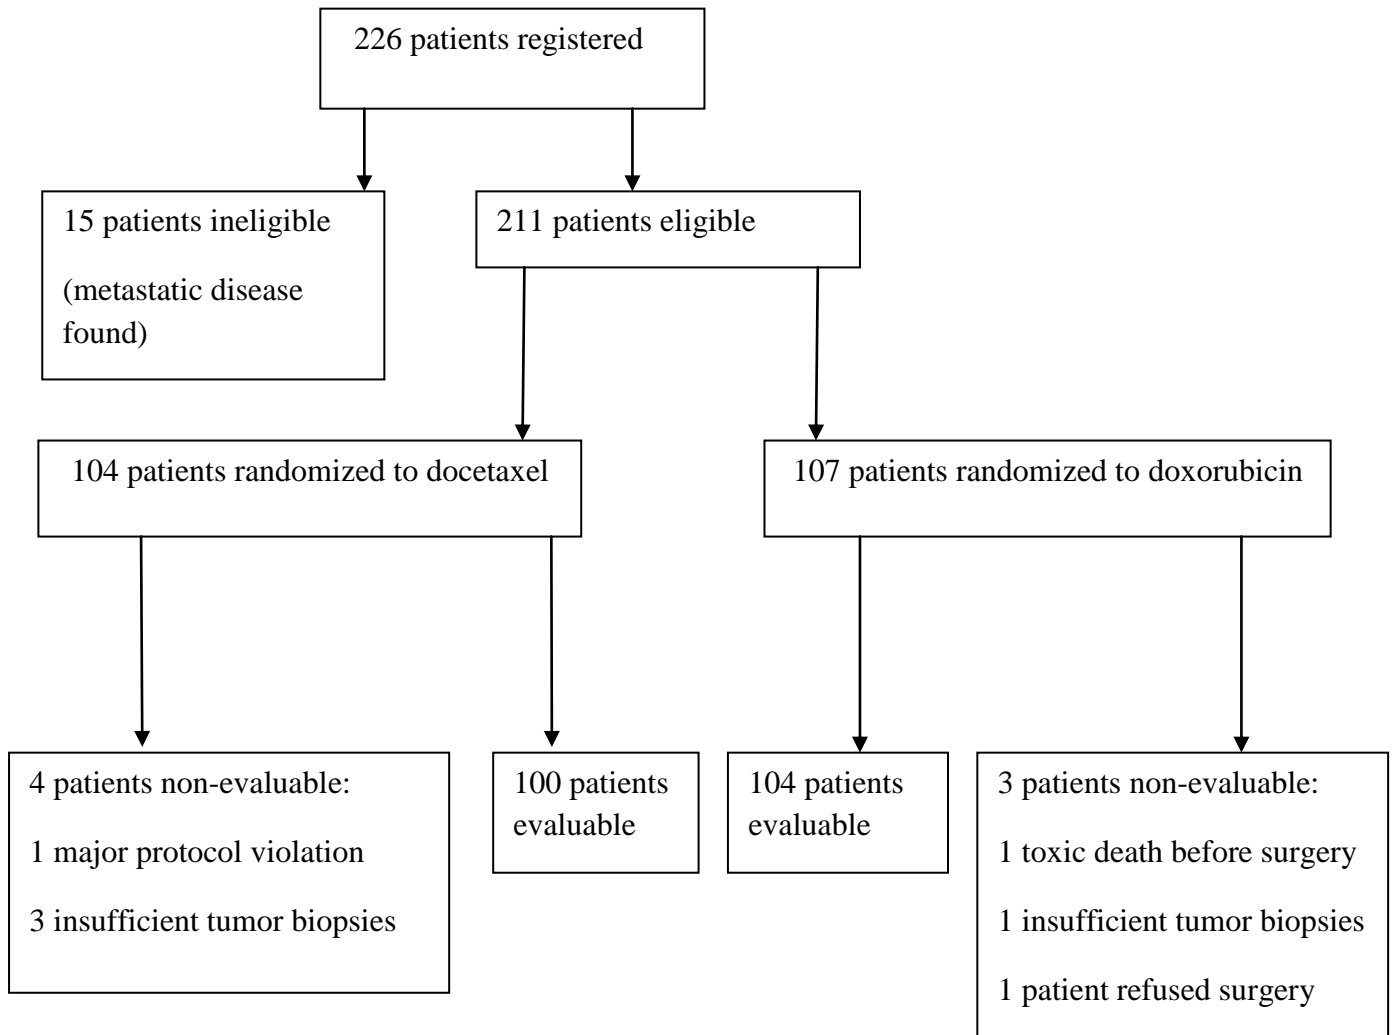 226 patients registered
15 patients ineligible
(metastatic disease
found)
211 patients eligible
104 patients randomized to docetaxel
107 patients randomized to doxorubicin
4 patients non-evaluable:
1 major protocol violation
3 insufficient tumor biopsies
100 patients
evaluable
104 patients
evaluable
3 patients non-evaluable:
1 toxic death before surgery
1 insufficient tumor biopsies
1 patient refused surgery